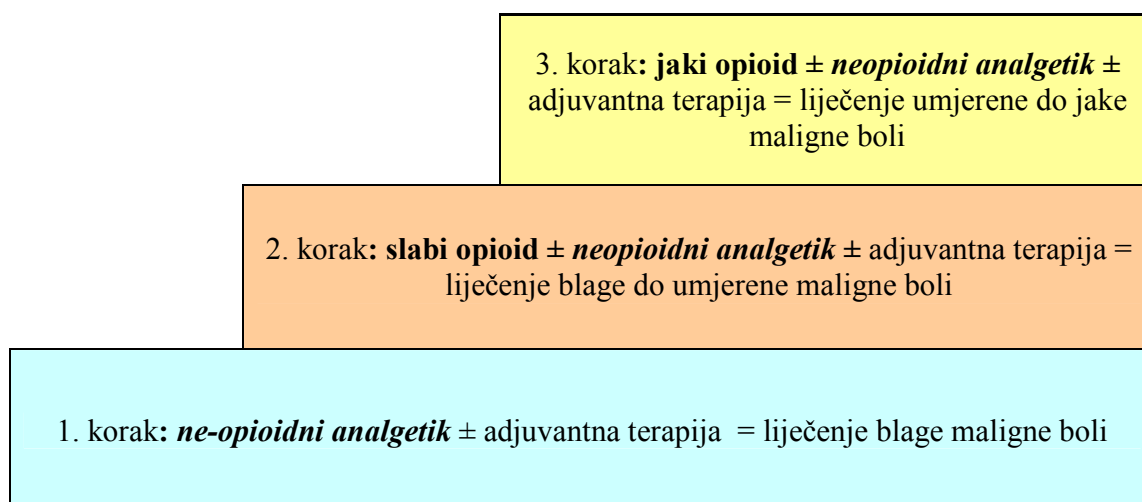 3. korak: jaki opioid ± neopioidni analgetik ±
adjuvantna terapija = liječenje umjerene do jake
maligne boli
2. korak: slabi opioid ± neopioidni analgetik ± adjuvantna terapija =
liječenje blage do umjerene maligne boli
1. korak: ne-opioidni analgetik ± adjuvantna terapija = liječenje blage maligne boli